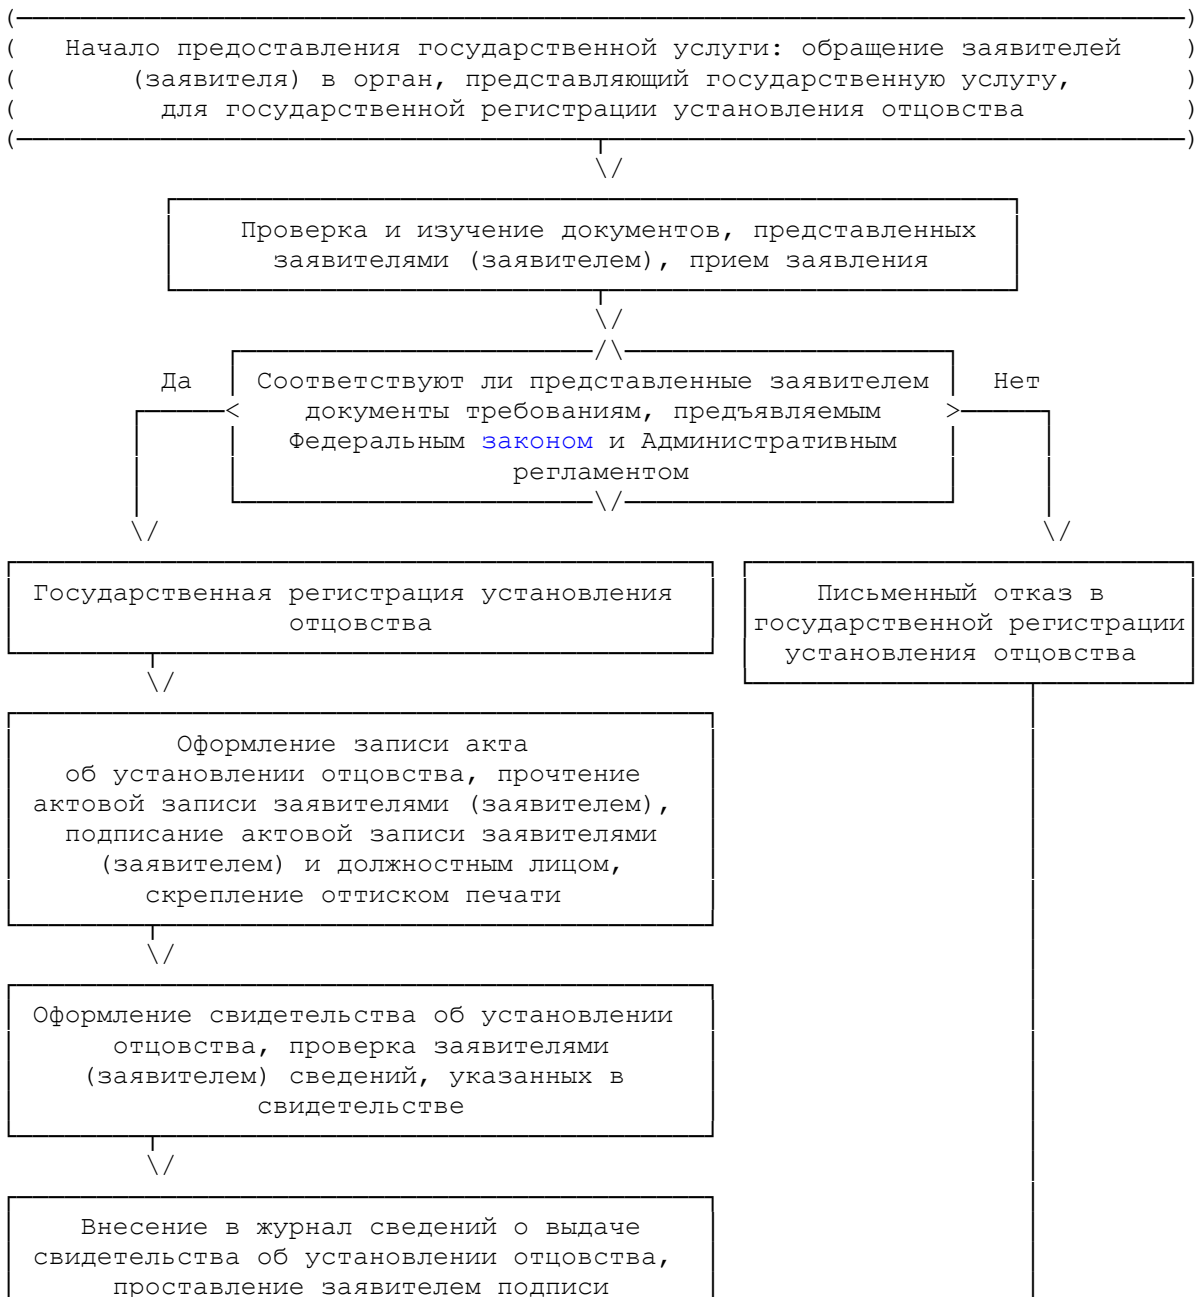 Начало предоставления государственной услуги: обращение заявителей
(заявителя) в орган, представляющий государственную услугу,
для государственной регистрации установления отцовства
Проверка и изучение документов, представленных
заявителями (заявителем), прием заявления
Да
Соответствуют ли представленные заявителем
Нет
документы требованиям, предъявляемым
Федеральным законом и Административным
регламентом
Государственная регистрация установления
отцовства
Письменный отказ в
государственной регистрации
установления отцовства
Оформление записи акта
об установлении отцовства, прочтение
актовой записи заявителями (заявителем),
подписание актовой записи заявителями
(заявителем) и должностным лицом,
скрепление оттиском печати
Оформление свидетельства об установлении
отцовства, проверка заявителями
(заявителем) сведений, указанных в
свидетельстве
Внесение в журнал сведений о выдаче
свидетельства об установлении отцовства,
проставление заявителем подписи